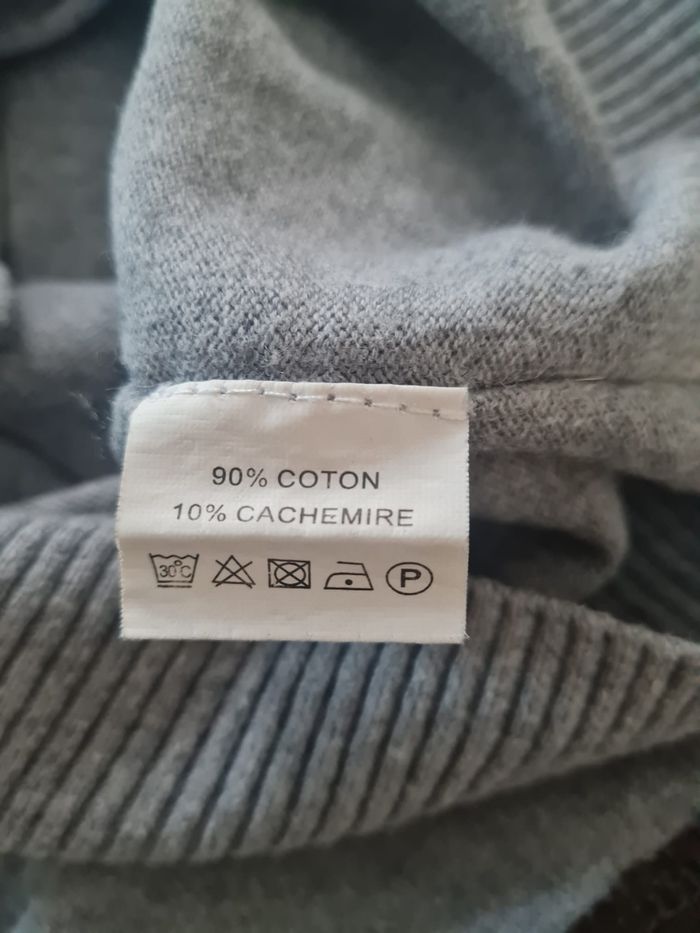 90% COTON
10% CACHEMIRE
30°C P